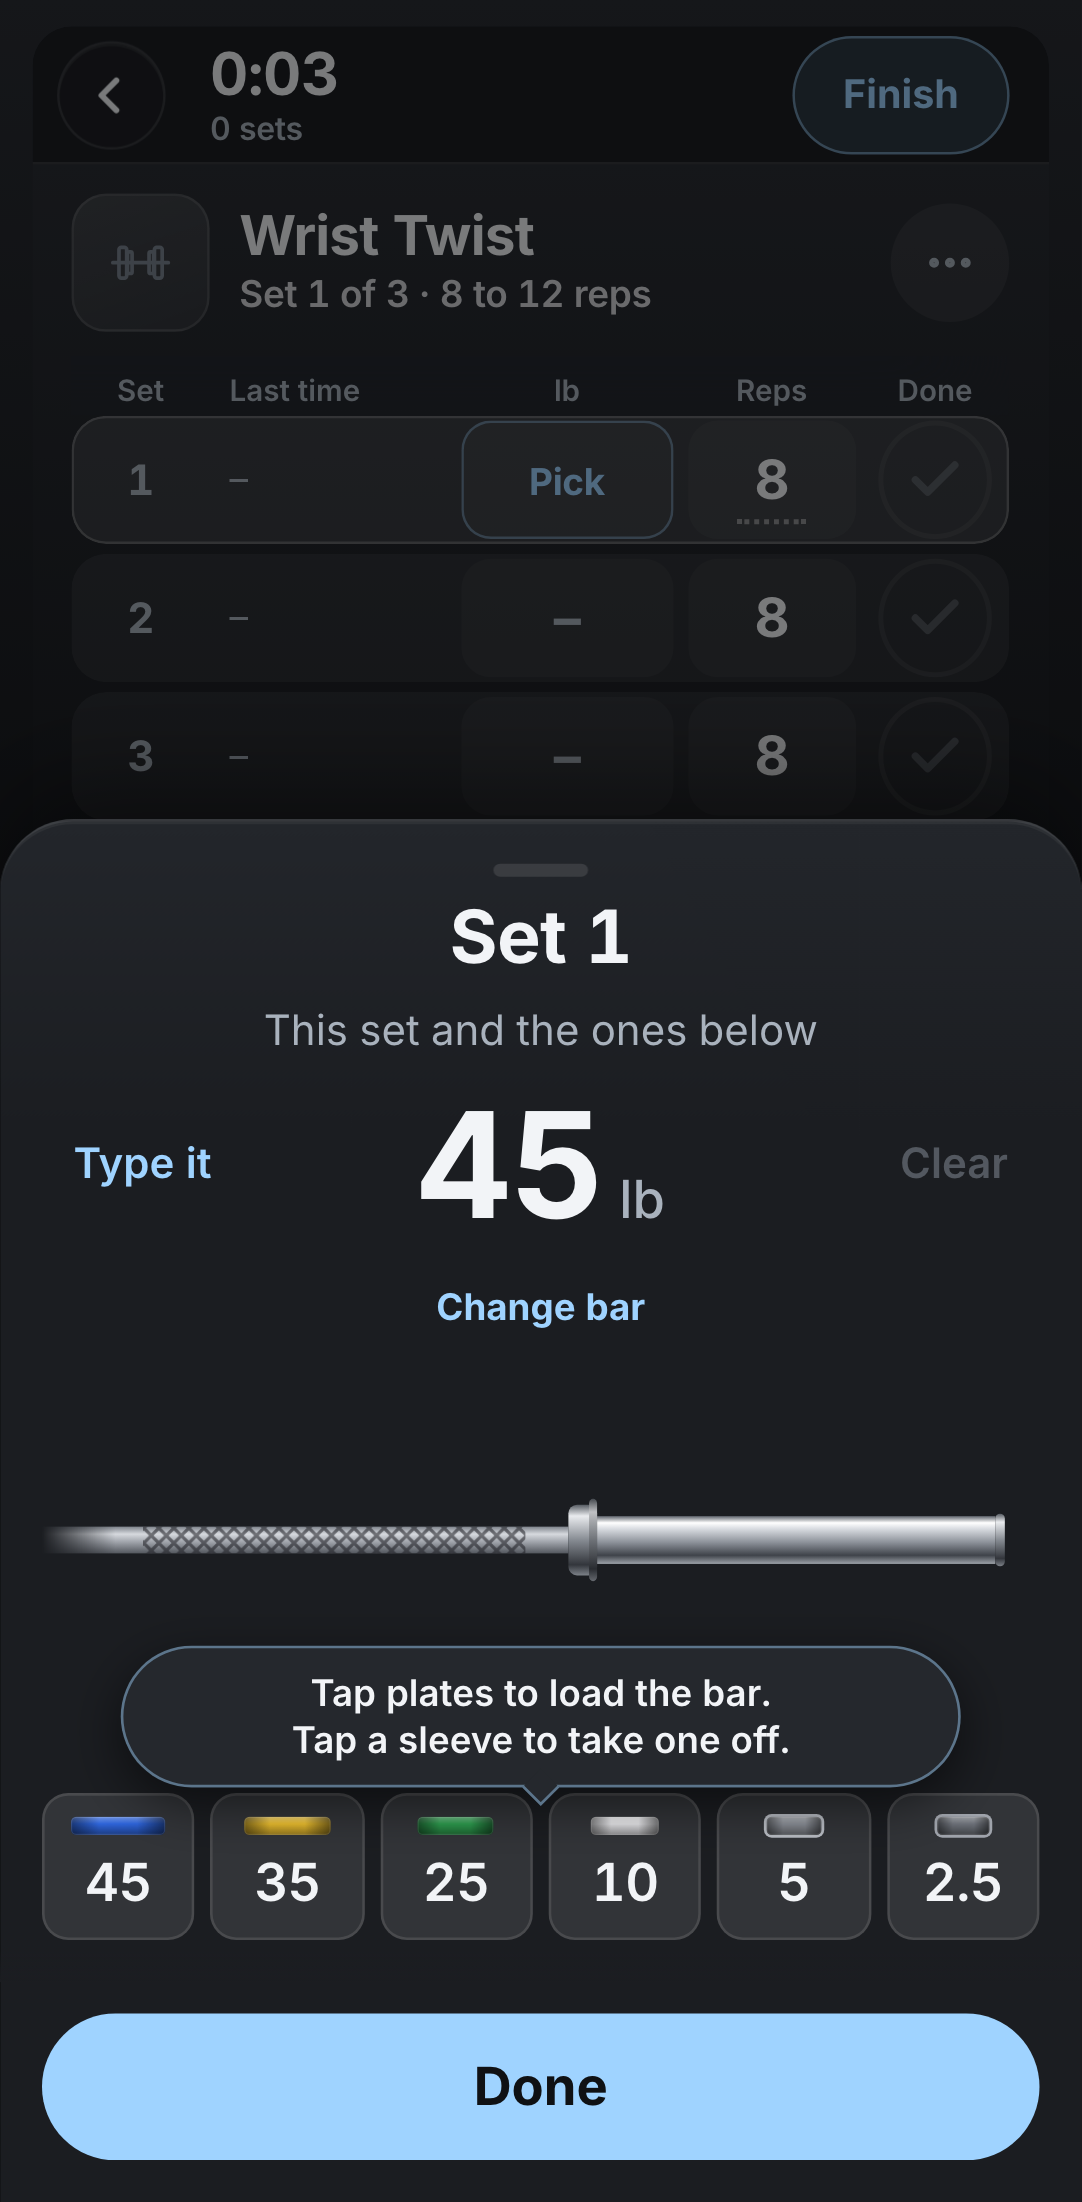 0:03
0 sets
Finish
Wrist Twist
Set 1 of 3 · 8 to 12 reps
Set Last time lb Reps Done
1 – Pick 8
2 – – 8
3 – – 8
Set 1
This set and the ones below
Type it 45 lb Clear
Change bar
Tap plates to load the bar.
Tap a sleeve to take one off.
45 35 25 10 5 2.5
Done